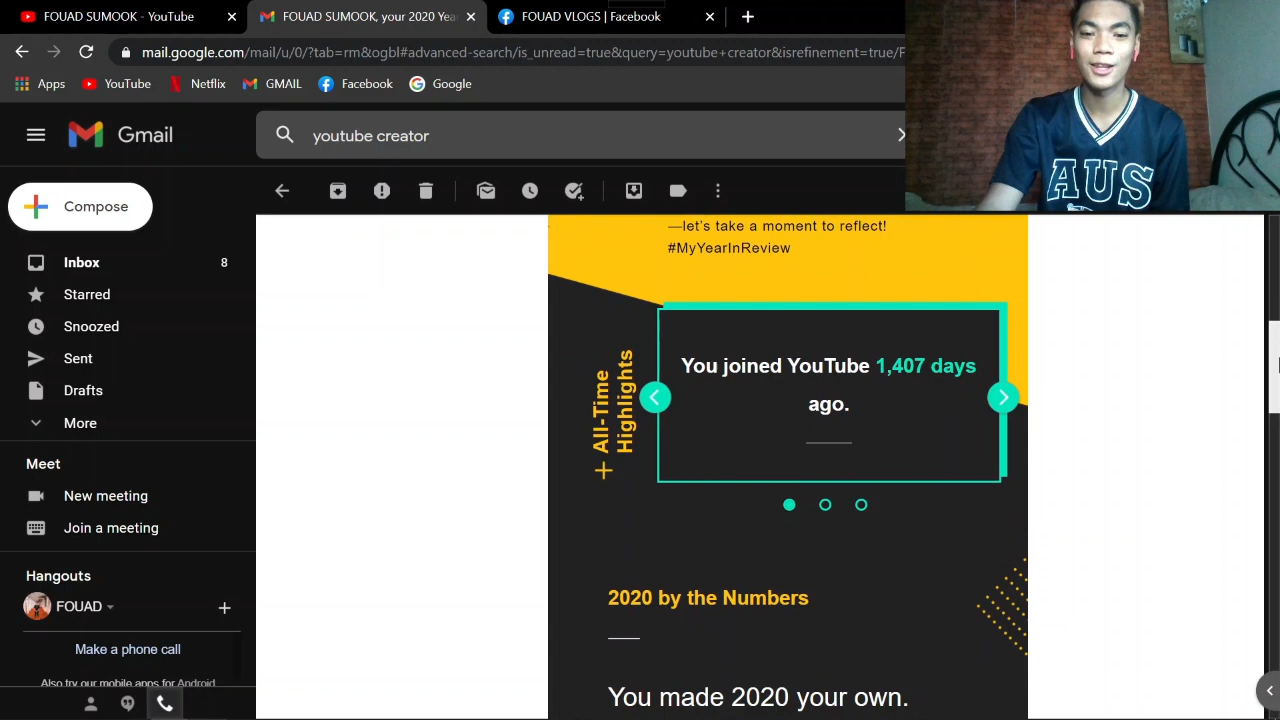 FOUAD SUMOOK - YouTube
FOUAD SUMOOK, your 2020 Yea
FOUAD VLOGS | Facebook
mail.google.com/mail/u/0/?tab=rm&ogbl#advanced-search/is_unread=true&query=youtube+creator&isrefinement=true/F
Apps
YouTube
Netflix
GMAIL
Facebook
Google
Gmail
youtube creator
AUS
Compose
Inbox
8
Starred
Snoozed
Sent
Drafts
More
Meet
New meeting
Join a meeting
Hangouts
FOUAD
Make a phone call
Also try our mobile apps for Android
—let's take a moment to reflect!
#MyYearInReview
+ All-Time
Highlights
You joined YouTube 1,407 days
ago.
2020 by the Numbers
You made 2020 your own.